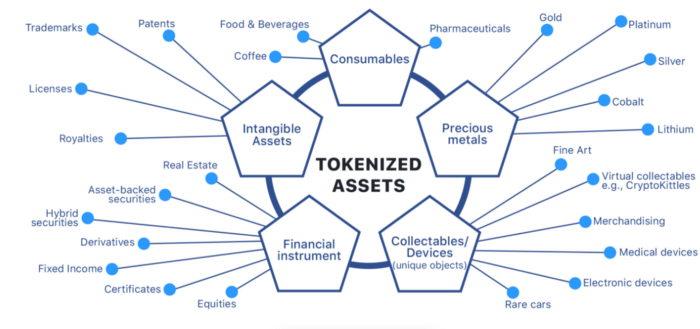 Trademarks
Patents
Food & Beverages
Coffee
Consumables
Pharmaceuticals
Gold
Platinum
Silver
Cobalt
Lithium
Licenses
Royalties
Intangible
Assets
Precious
metals
TOKENIZED
ASSETS
Real Estate
Asset-backed
securities
Hybrid
securities
Derivatives
Fixed Income
Certificates
Equities
Financial
instrument
Collectables/
Devices
(unique objects)
Fine Art
Virtual collectables
e.g., CryptoKittles
Merchandising
Medical devices
Electronic devices
Rare cars